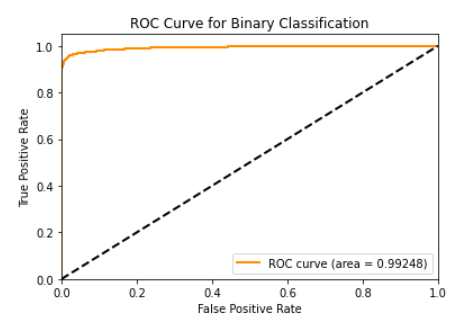 ROC Curve for Binary Classification
1.0
0.8
0.6
0.4
0.2
0.0
True Positive Rate
ROC curve (area = 0.99248)
0.0 0.2 0.4 0.6 0.8 1.0
False Positive Rate